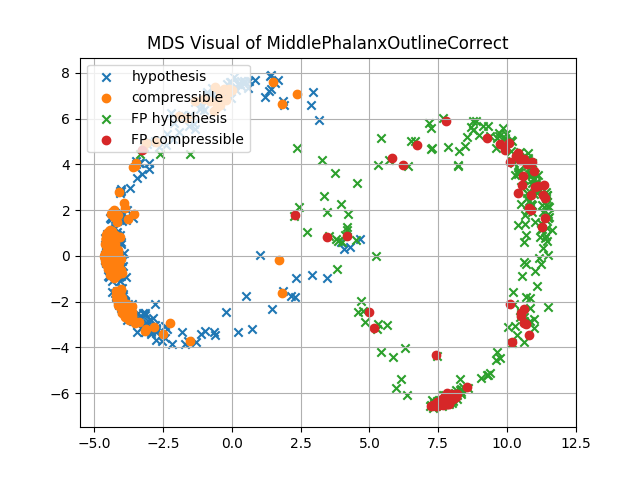 MDS Visual of MiddlePhalanxOutlineCorrect
hypothesis
compressible
FP hypothesis
FP compressible
8
6
4
2
0
−2
−4
−6
−5.0 −2.5 0.0 2.5 5.0 7.5 10.0 12.5